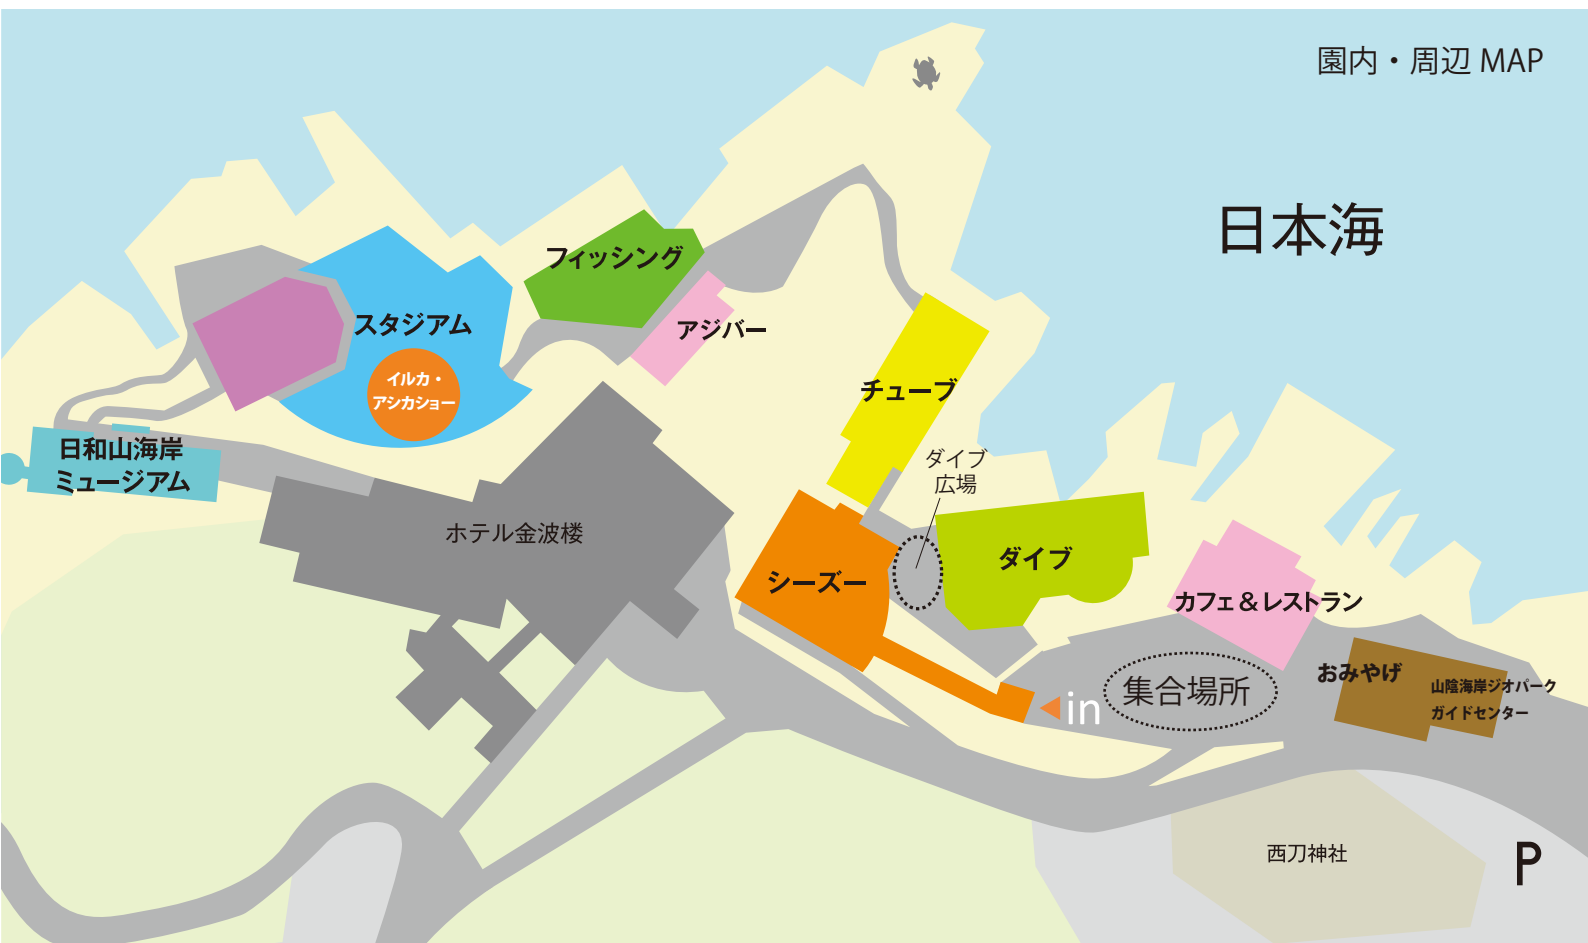 園内・周辺 MAP
日本海
フィッシング
スタジアム
アジバー
イルカ・
アシカショー
チューブ
日和山海岸
ミュージアム
ダイブ
広場
ホテル金波楼
シーズー
ダイブ
カフェ＆レストラン
おみやげ
山陰海岸ジオパーク
ガイドセンター
集合場所
in
西刀神社
P